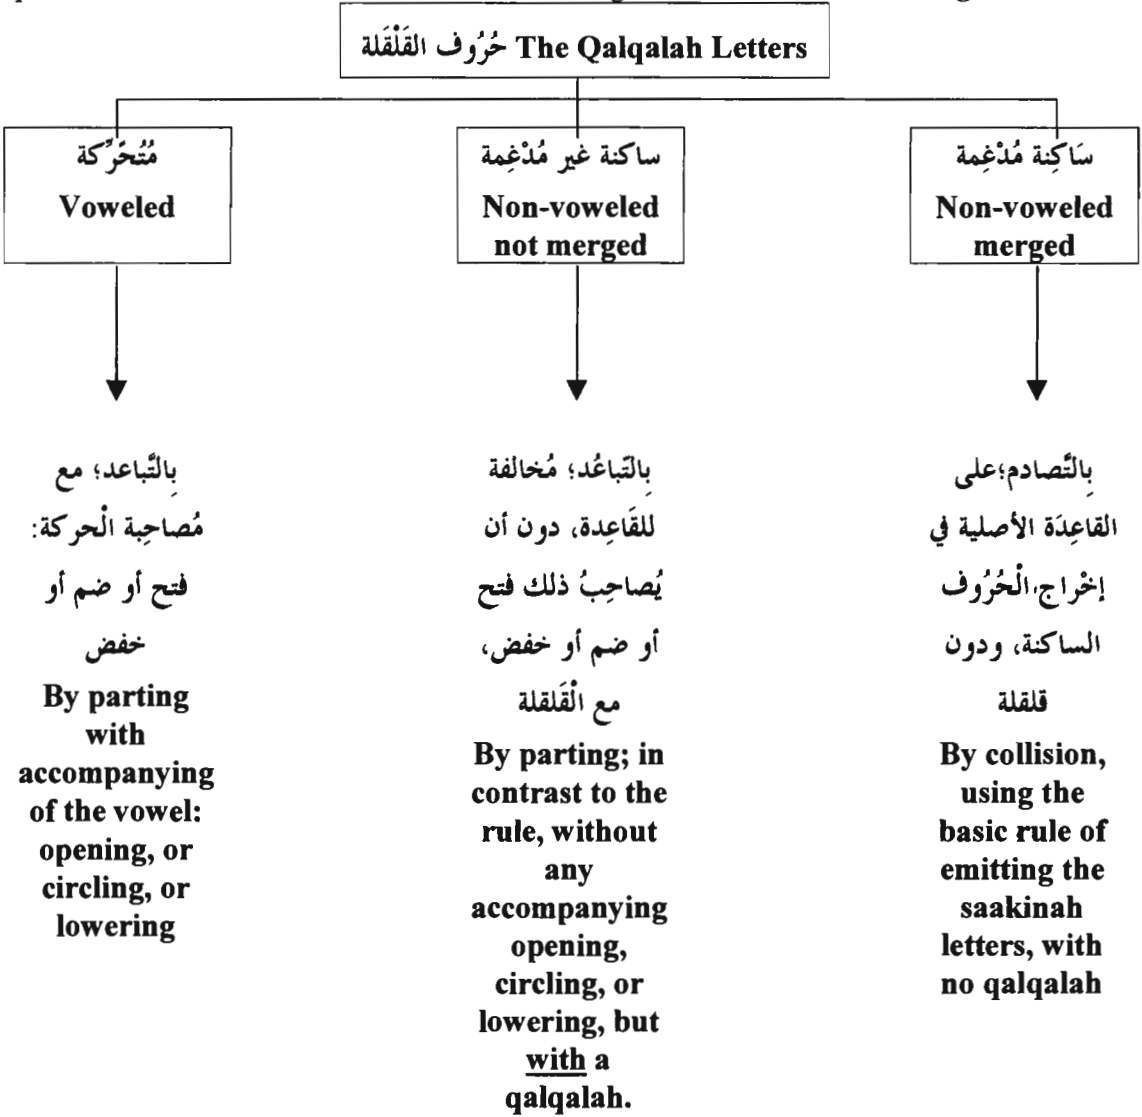 حُرُوف القَلْقَلة The Qalqalah Letters
مُتُحَرِّكة
Voweled
ساكنة غير مُدْغِمة
Non-voweled
not merged
سَاكِنة مُدْغِمة
Non-voweled
merged
بِالتَّباعد؛ مع
مُصاحِبة الْحركة:
فتح أو ضم أو
خفض
By parting
with
accompanying
of the vowel:
opening, or
circling, or
lowering
بِالتّباعُد؛ مُخالفة
للقَاعِدة، دون أن
يُصاحِبُ ذلك فتح
أو ضم أو خفض،
مع الْقَلقلة
By parting; in
contrast to the
rule, without
any
accompanying
opening,
circling, or
lowering, but
with a
qalqalah.
بِالتَّصادم؛على
القاعِدَة الأصلية في
إخْراج الْحُرُوف
الساكنة، ودون
قلقلة
By collision,
using the
basic rule of
emitting the
saakinah
letters, with
no qalqalah